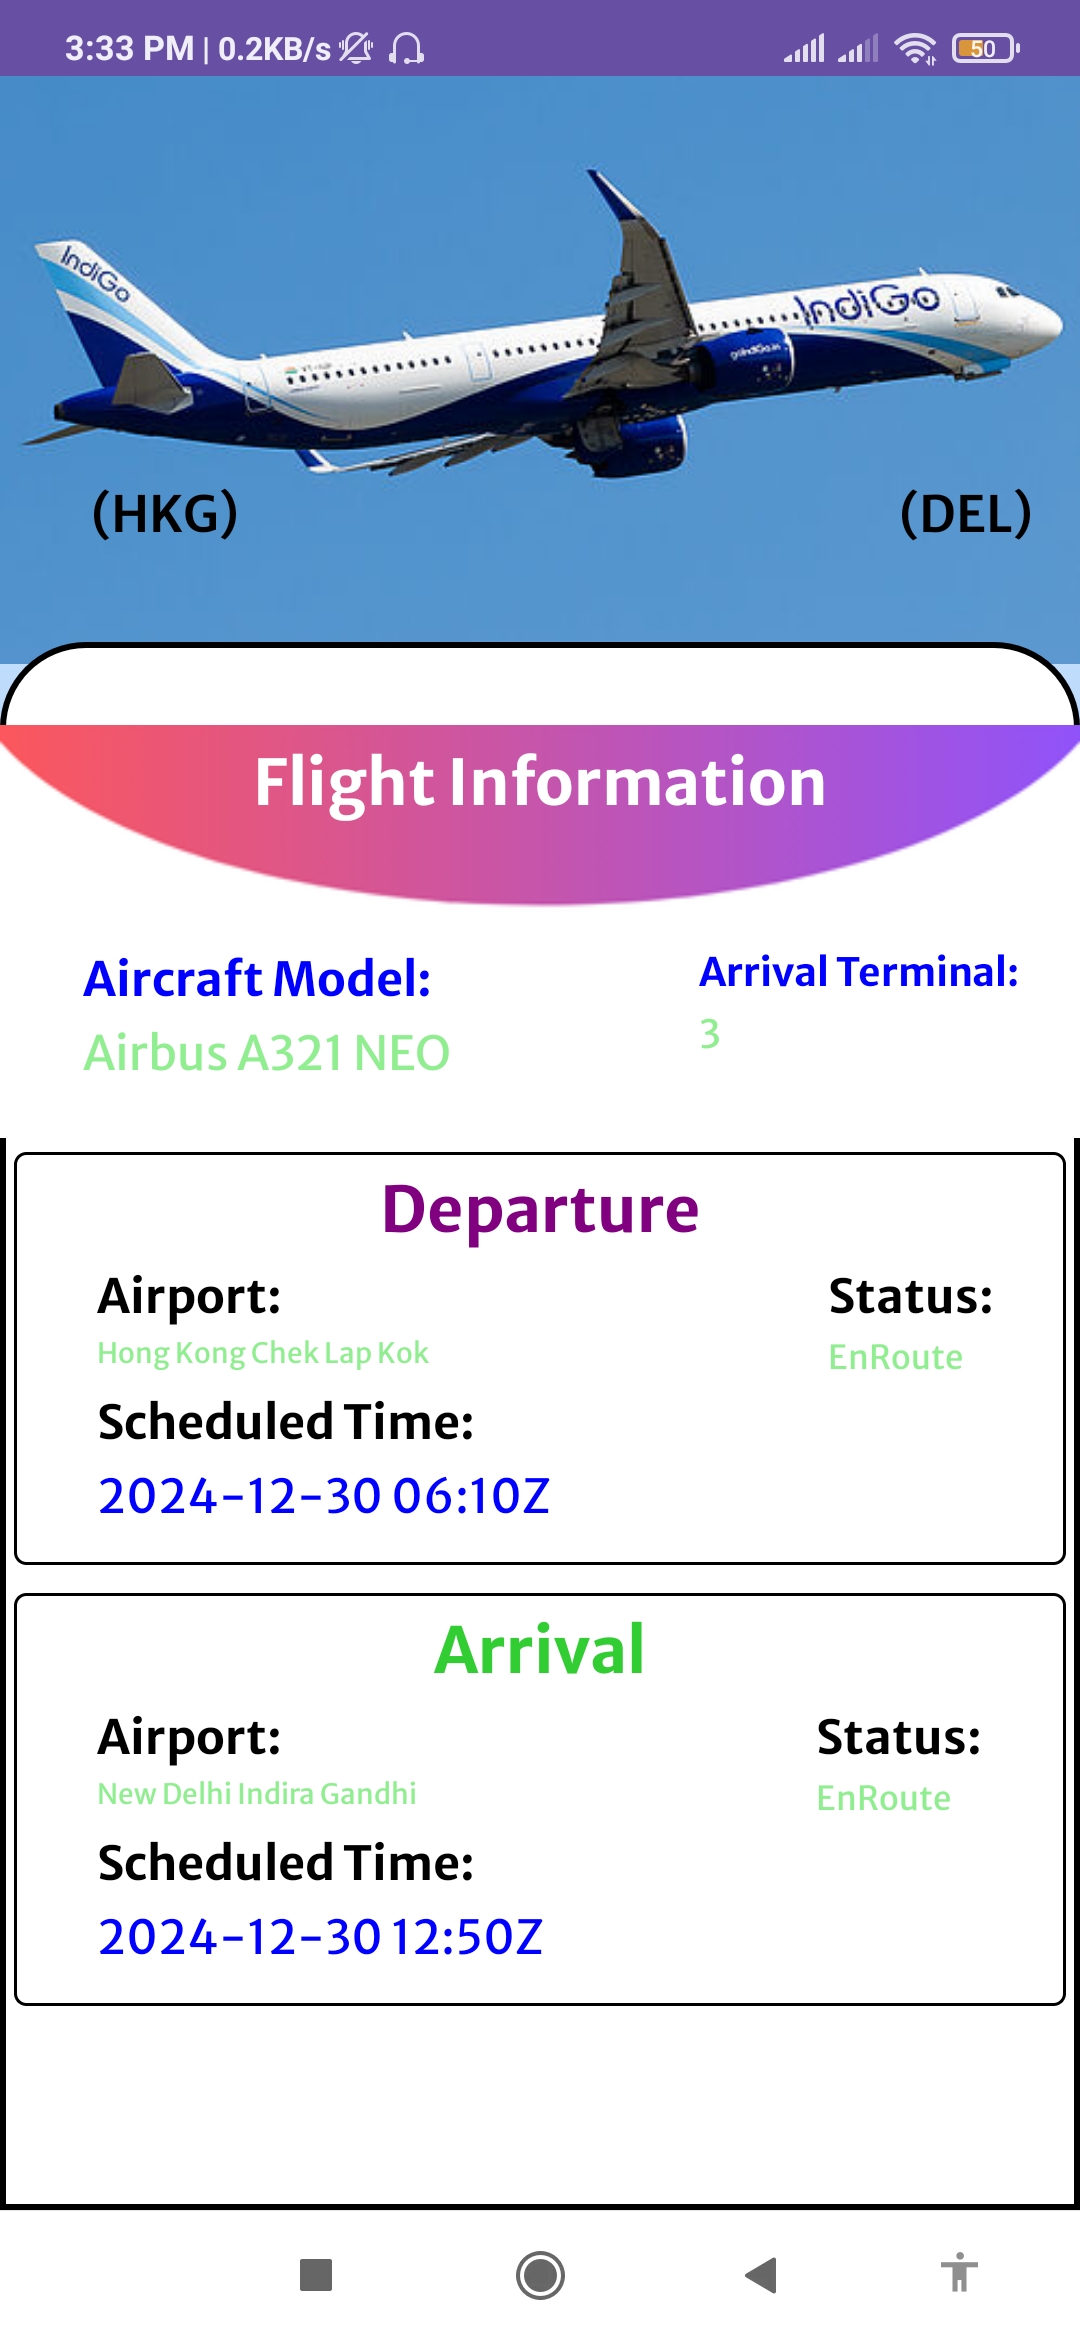 3:33 PM | 0.2KB/s
50
IndiGo
IndiGo
goIndiGo.in
(HKG)
(DEL)
Flight Information
Aircraft Model:
Arrival Terminal:
Airbus A321 NEO
3
Departure
Airport:
Status:
Hong Kong Chek Lap Kok
EnRoute
Scheduled Time:
2024-12-30 06:10Z
Arrival
Airport:
Status:
New Delhi Indira Gandhi
EnRoute
Scheduled Time:
2024-12-30 12:50Z